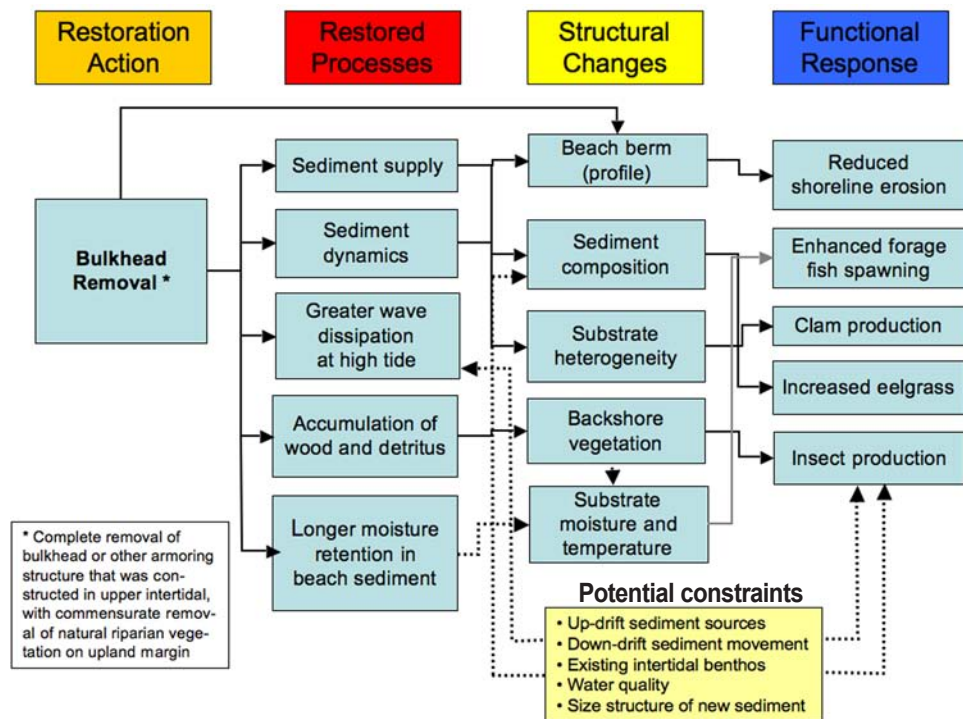 Restoration
Action
Restored
Processes
Structural
Changes
Functional
Response
Bulkhead
Removal *
Sediment supply
Sediment
dynamics
Greater wave
dissipation
at high tide
Accumulation of
wood and detritus
Longer moisture
retention in
beach sediment
Beach berm
(profile)
Sediment
composition
Substrate
heterogeneity
Backshore
vegetation
Substrate
moisture and
temperature
Reduced
shoreline erosion
Enhanced forage
fish spawning
Clam production
Increased eelgrass
Insect production
* Complete removal of
bulkhead or other armoring
structure that was con-
structed in upper intertidal,
with commensurate remov-
al of natural riparian vege-
tation on upland margin
Potential constraints
• Up-drift sediment sources
• Down-drift sediment movement
• Existing intertidal benthos
• Water quality
• Size structure of new sediment